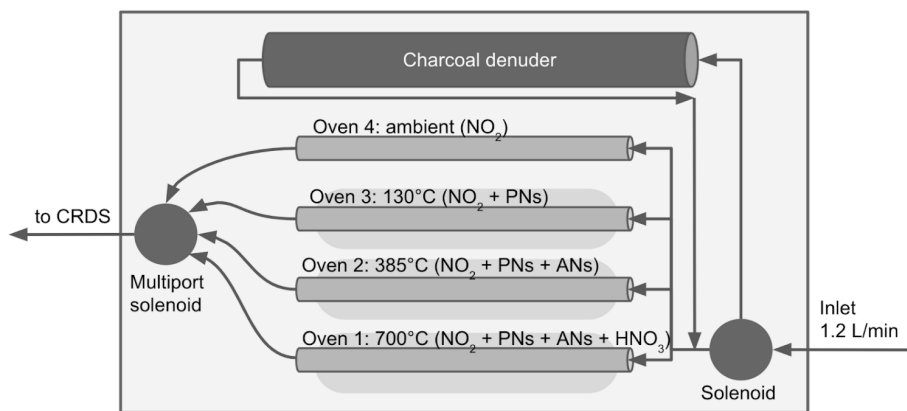 Charcoal denuder
Oven 4: ambient (NO₂)
Oven 3: 130°C (NO₂ + PNs)
to CRDS
Oven 2: 385°C (NO₂ + PNs + ANs)
Multiport
solenoid
Inlet
1.2 L/min
Oven 1: 700°C (NO₂ + PNs + ANs + HNO₃)
Solenoid